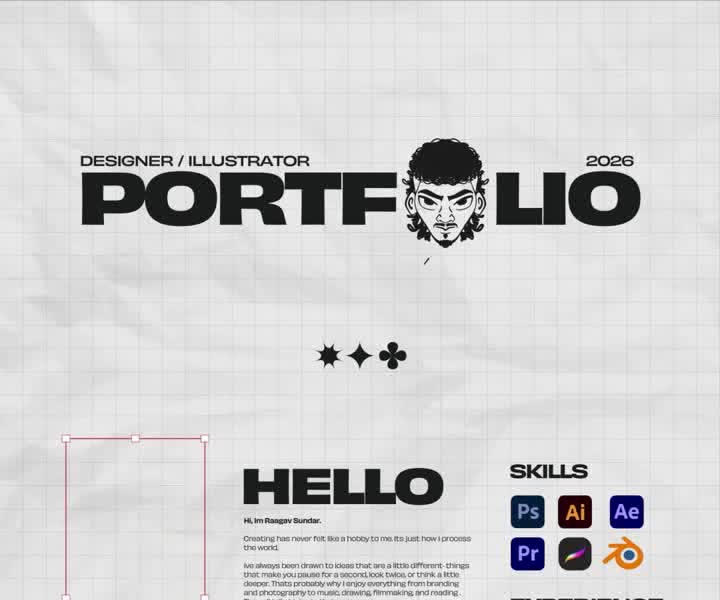 DESIGNER / ILLUSTRATOR
2026
PORTF LIO
HELLO
Hi, Im Raagav Sundar.
Creating has never felt like a hobby to me. Its just how I process
the world.
Ive always been drawn to ideas that are a little different- things
that make you pause for a second, look twice, or think a little
deeper. Thats probably why I enjoy everything from branding
and photography to music, drawing, filmmaking, and reading .
SKILLS
Ps
Ai
Ae
Pr